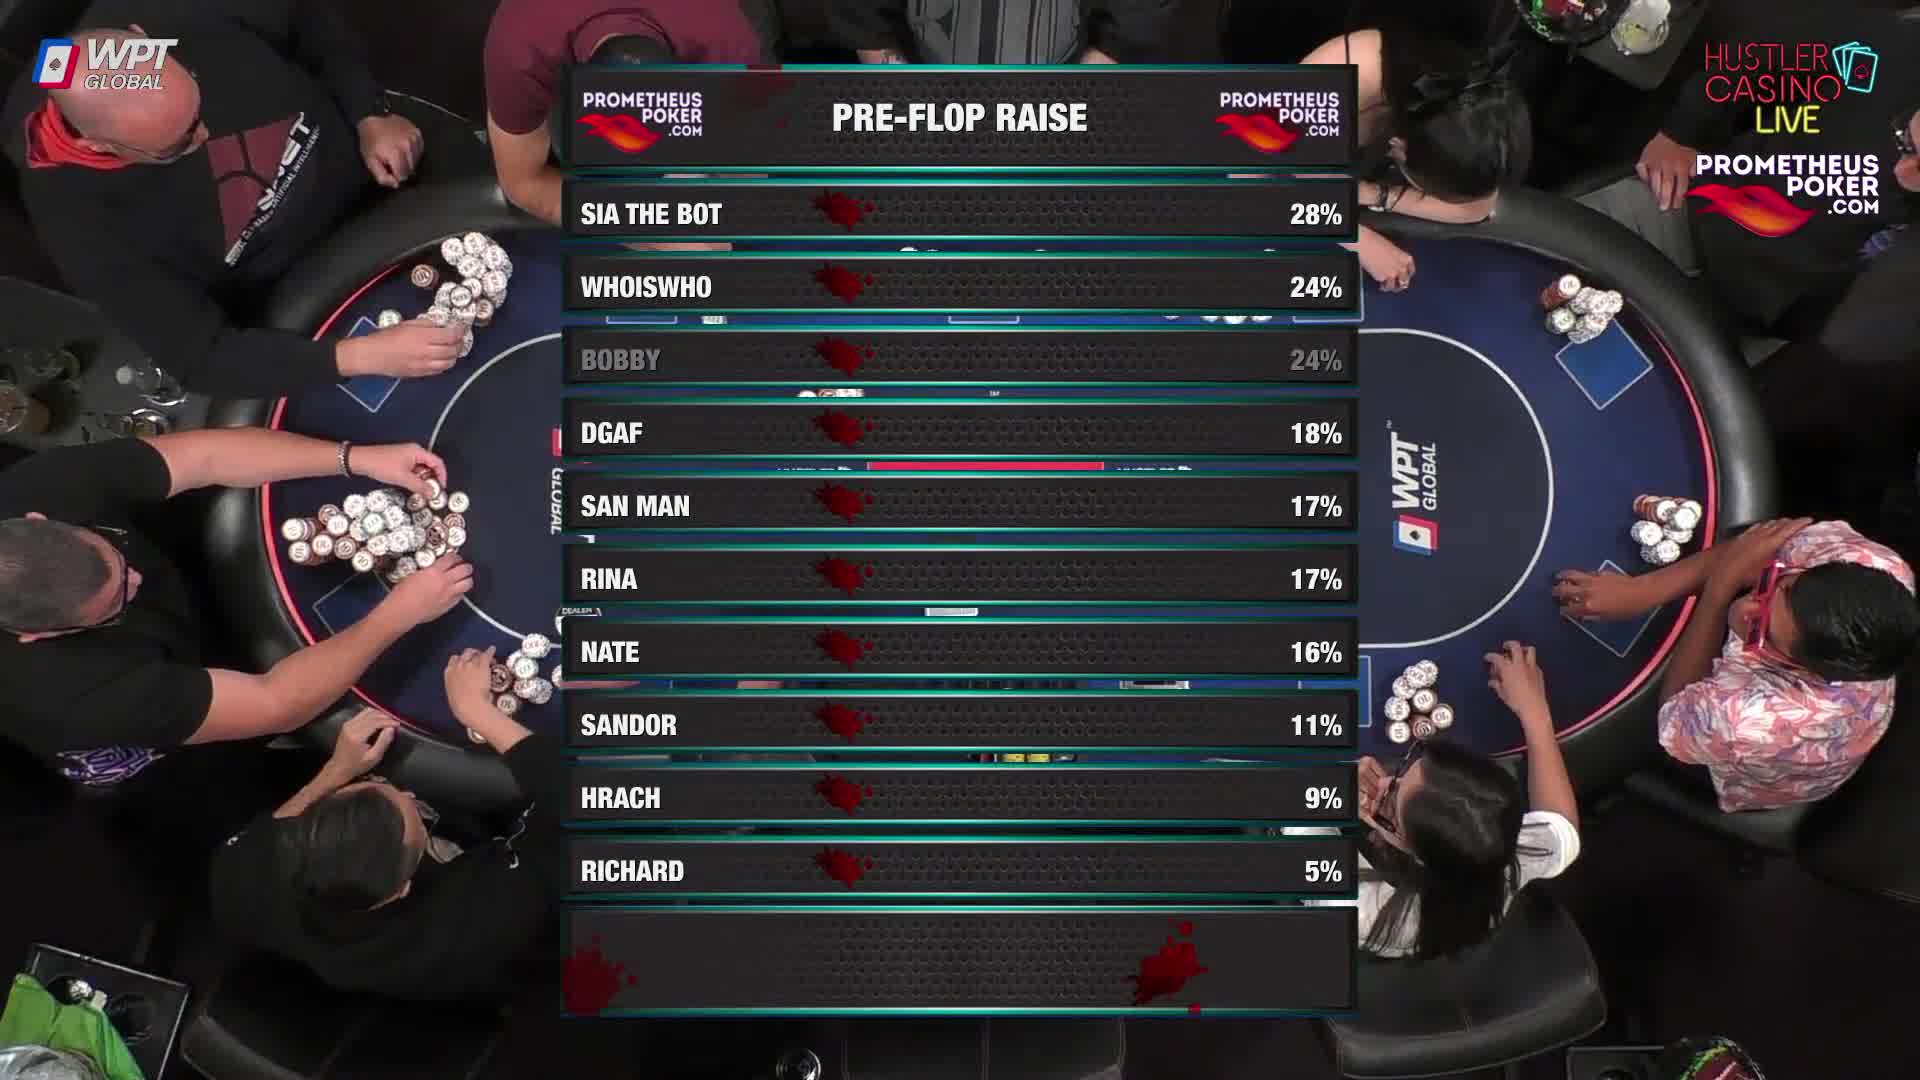 WPT
GLOBAL
HUSTLER
CASINO
LIVE
PROMETHEUS
POKER
.COM
PROMETHEUS
POKER
.COM
PRE-FLOP RAISE
PROMETHEUS
POKER
.COM
SIA THE BOT 28%
WHOISWHO 24%
BOBBY 24%
DGAF 18%
SAN MAN 17%
RINA 17%
NATE 16%
SANDOR 11%
HRACH 9%
RICHARD 5%
WPT
GLOBAL
DEALER